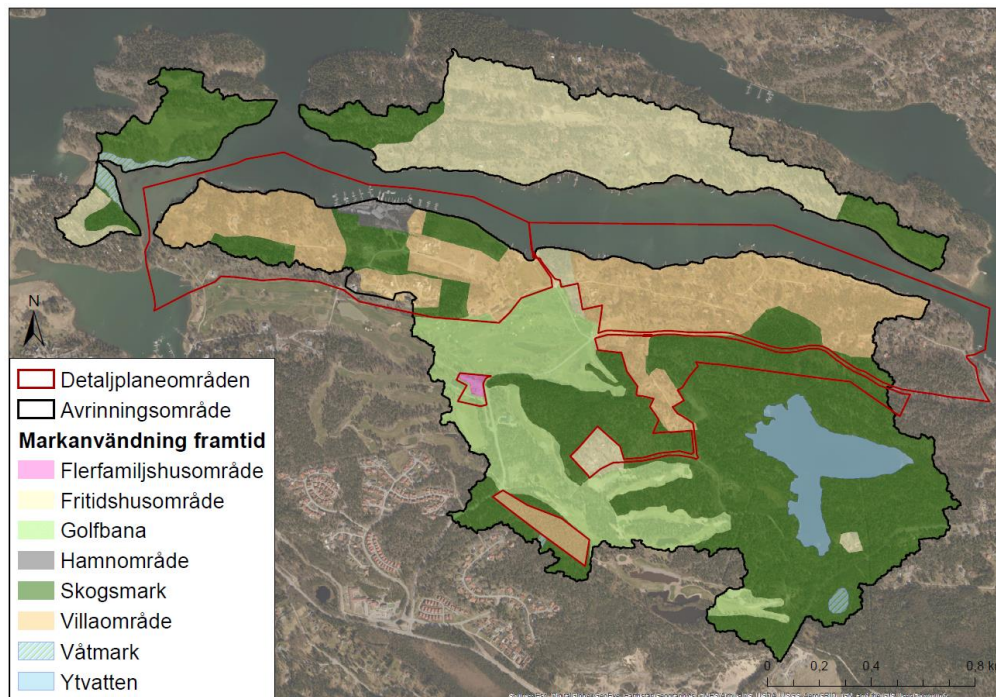 N
Detaljplaneområden
Avrinningsområde
Markanvändning framtid
Flerfamiljshusområde
Fritidshusområde
Golfbana
Hamnområde
Skogsmark
Villaområde
Våtmark
Ytvatten
0 0,2 0,4 0,8